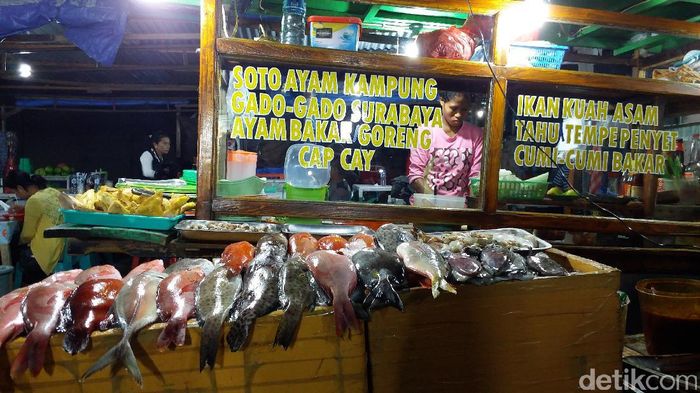 SOTO AYAM KAMPUNG
GADO-GADO SURABAYA
AYAM BAKAR GORENG
CAP CAY
IKAN KUAH ASAM
TAHU TEMPE PENYET
CUMI-CUMI BAKAR
detikcom